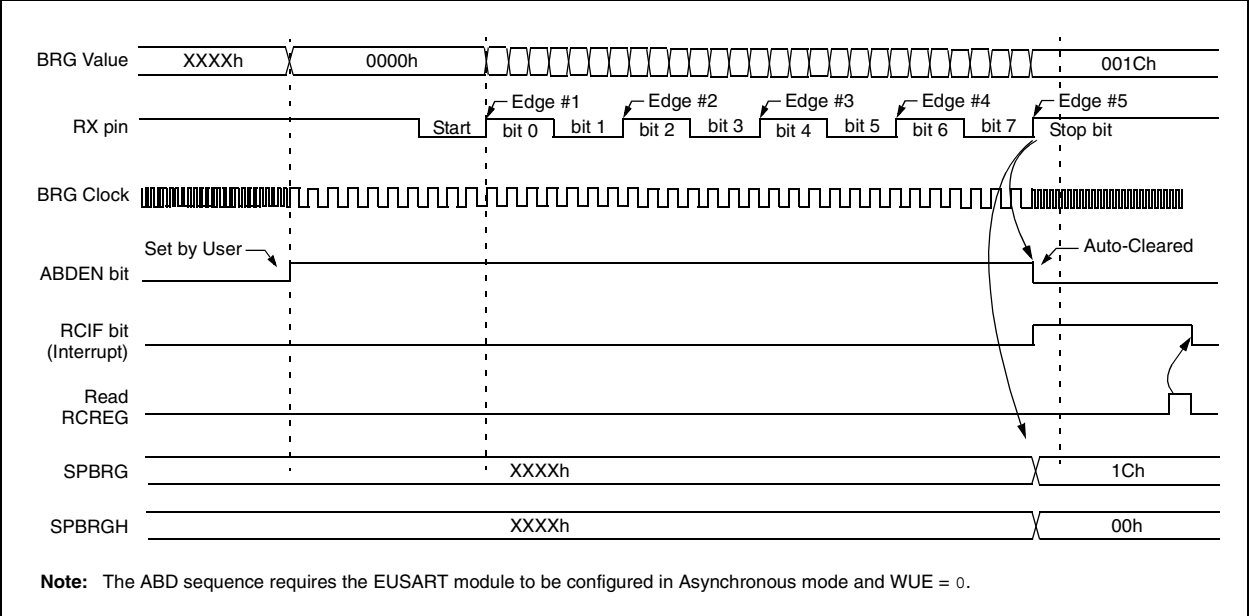 BRG Value XXXXh 0000h 001Ch
Edge #1 Edge #2 Edge #3 Edge #4 Edge #5
RX pin Start bit 0 bit 1 bit 2 bit 3 bit 4 bit 5 bit 6 bit 7 Stop bit
BRG Clock
Set by User Auto-Cleared
ABDEN bit
RCIF bit
(Interrupt)
Read
RCREG
SPBRG XXXXh 1Ch
SPBRGH XXXXh 00h
Note: The ABD sequence requires the EUSART module to be configured in Asynchronous mode and WUE = 0.